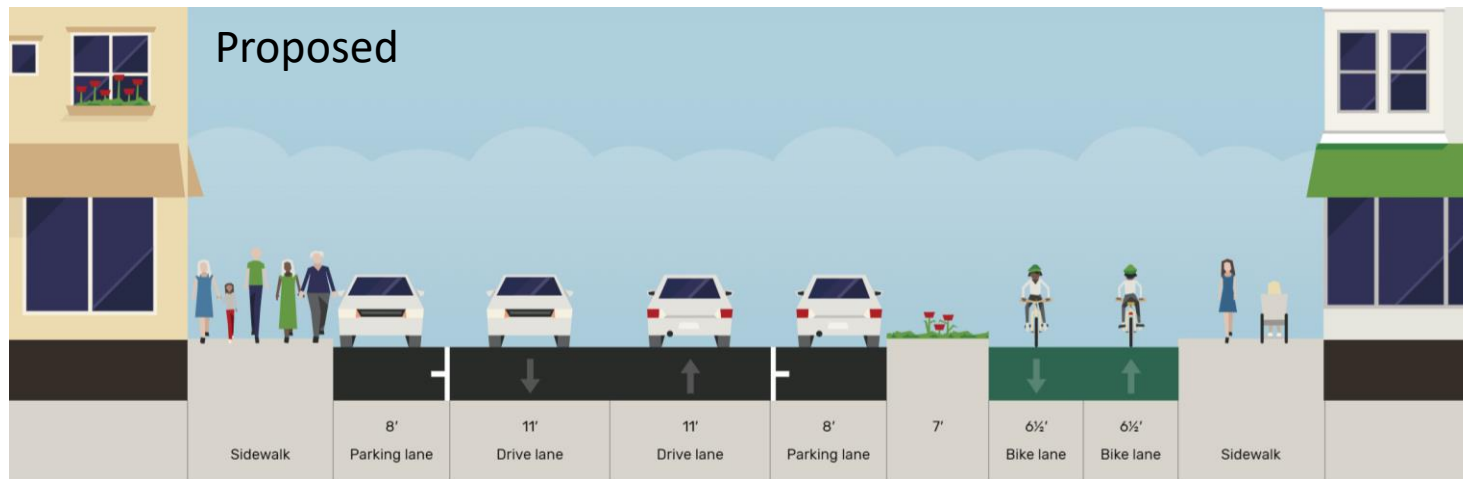 Proposed
8′ 11′ 11′ 8′ 7′ 6½′ 6½′
Sidewalk Parking lane Drive lane Drive lane Parking lane Bike lane Bike lane Sidewalk